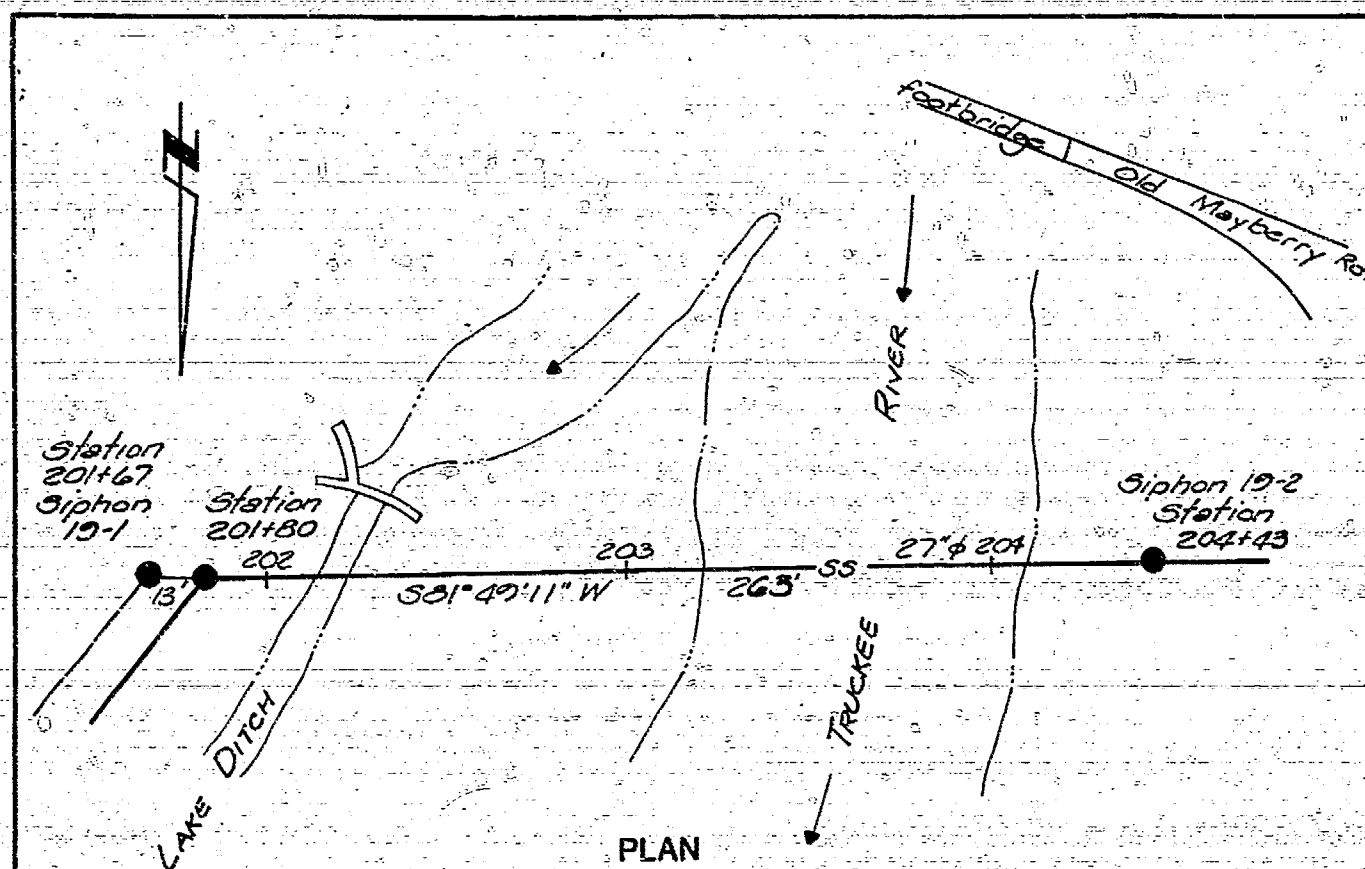 N
footbridge
Old Mayberry
RIVER
Station
201+67
Siphon
19-1
Station
201+80
202
203
27"φ 204
Siphon 19-2
Station
204+43
13'
S81°49'11" W
263'
SS
TRUCKEE
LAKE DITCH
PLAN